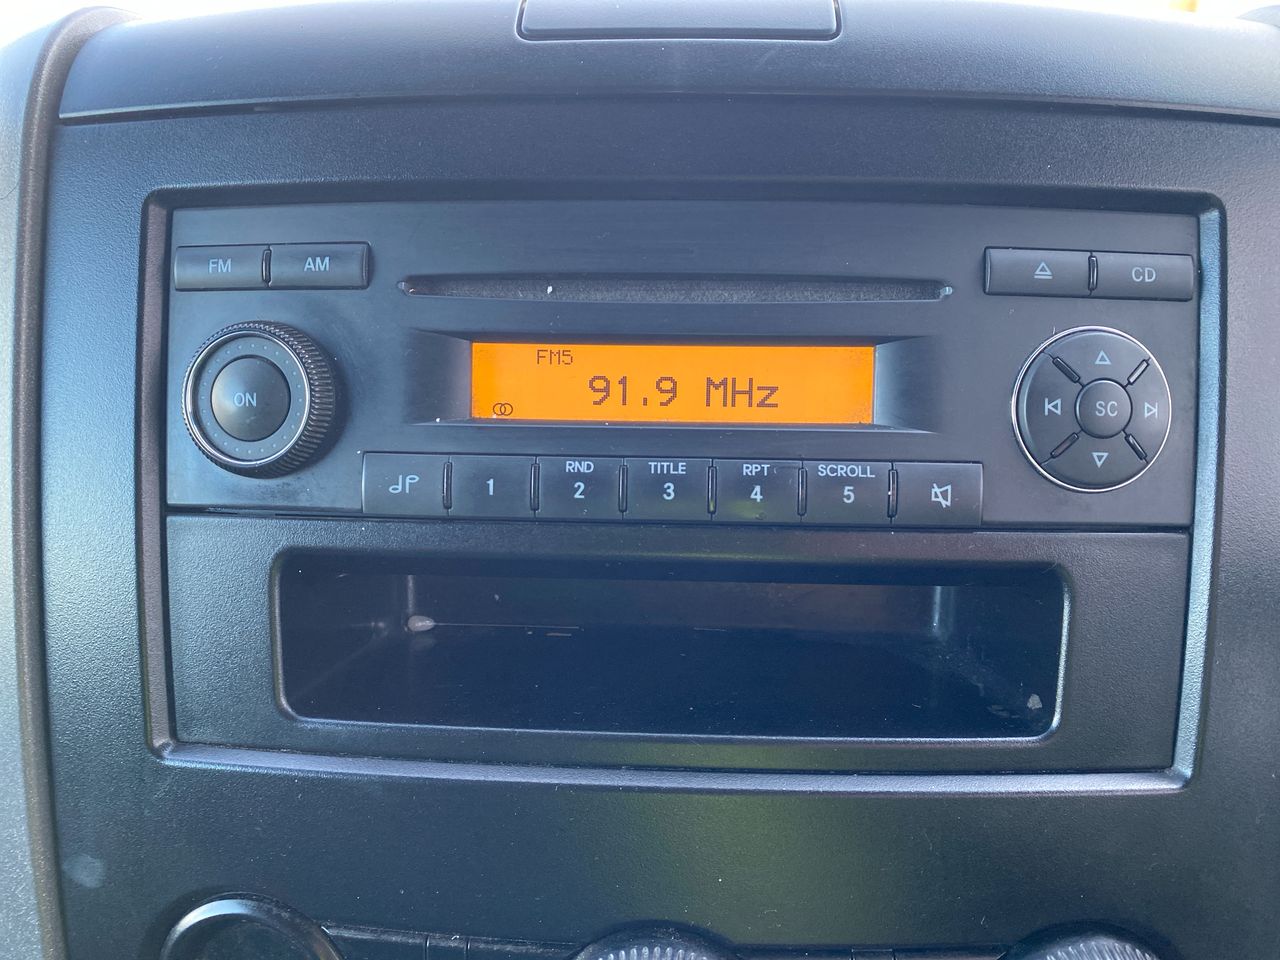 FM AM
CD
FM5
91.9 MHz
ON
SC
1
RND
2
TITLE
3
RPT
4
SCROLL
5